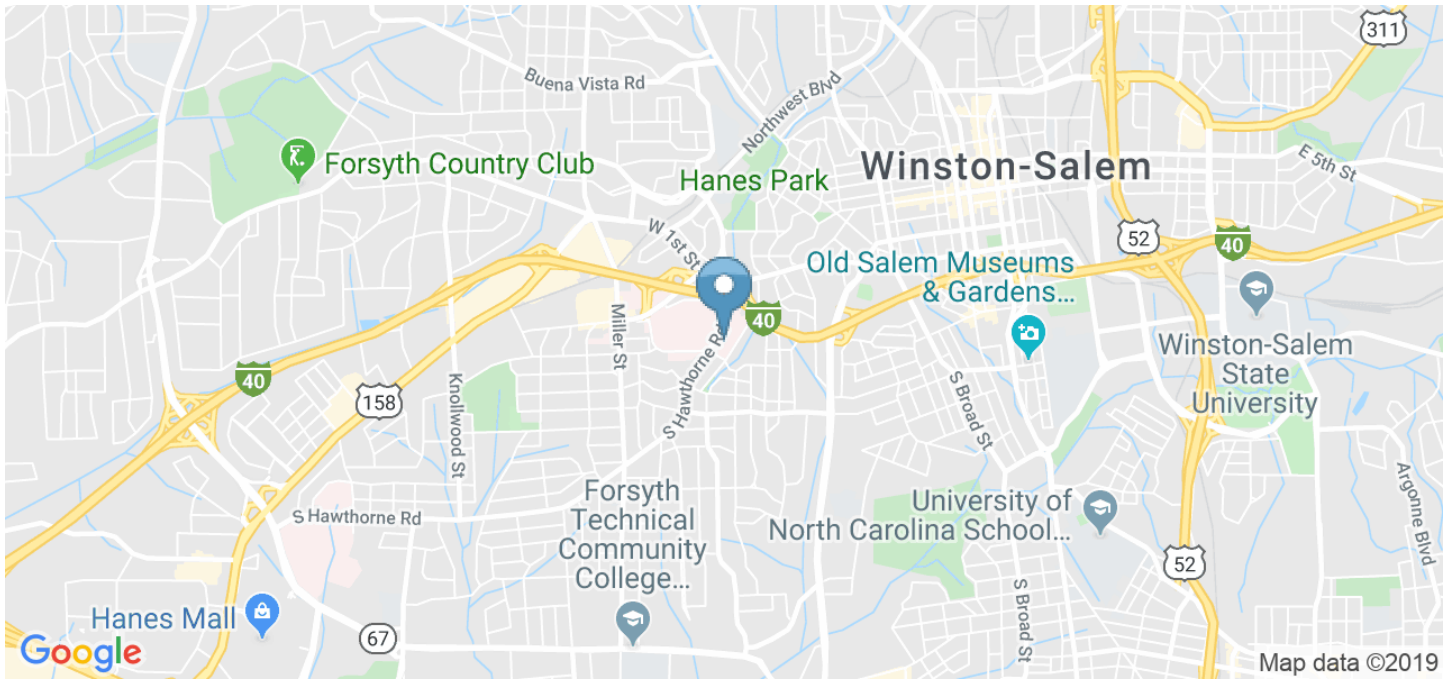 311
Buena Vista Rd
Northwest Blvd
Forsyth Country Club
Hanes Park
Winston-Salem
E 5th St
W 1st St
52
40
Old Salem Museums
& Gardens...
40
Miller St
S Hawthorne Rd
Winston-Salem
State
University
40
158
Knollwood St
S Broad St
Argonne Blvd
S Hawthorne Rd
Forsyth
Technical
Community
College...
University of
North Carolina School...
52
S Broad St
Hanes Mall
67
Google
Map data ©2019